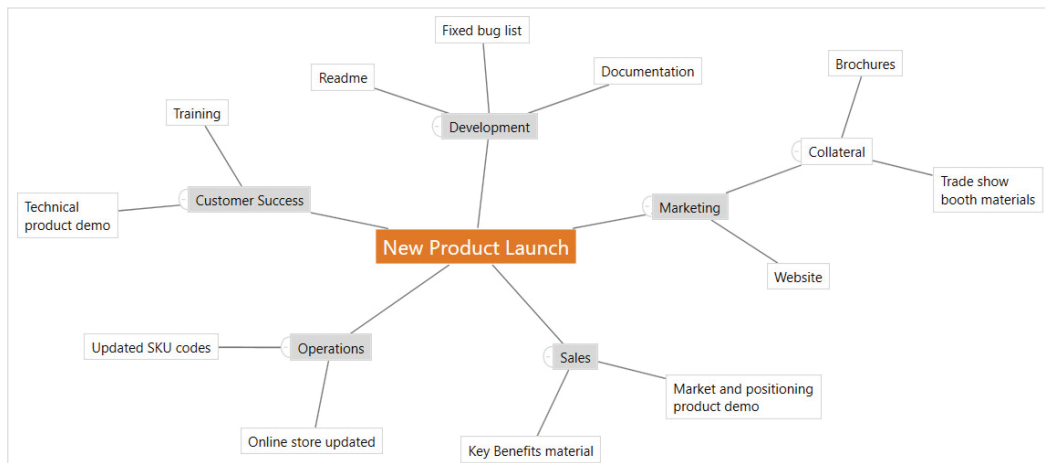 Fixed bug list
Brochures
Readme
Documentation
Training
Development
Collateral
Technical
product demo
Customer Success
Marketing
Trade show
booth materials
New Product Launch
Website
Updated SKU codes
Operations
Sales
Market and positioning
product demo
Online store updated
Key Benefits material